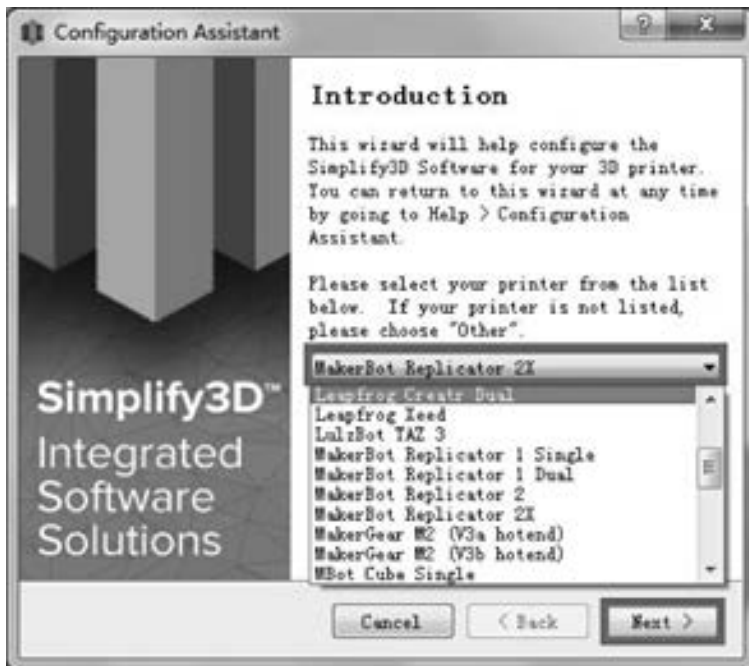 Configuration Assistant
Introduction
This wizard will help configure the
Simplify3D Software for your 3D printer.
You can return to this wizard at any time
by going to Help > Configuration
Assistant.
Please select your printer from the list
below. If your printer is not listed,
please choose "Other".
MakerBot Replicator 2X
Leapfrog Creatr Dual
Leapfrog Xeed
LulzBot TAZ 3
MakerBot Replicator 1 Single
MakerBot Replicator 1 Dual
MakerBot Replicator 2
MakerBot Replicator 2X
MakerGear M2 (V3a hotend)
MakerGear M2 (V3b hotend)
MBot Cube Single
Simplify3D™
Integrated
Software
Solutions
Cancel
< Back
Next >